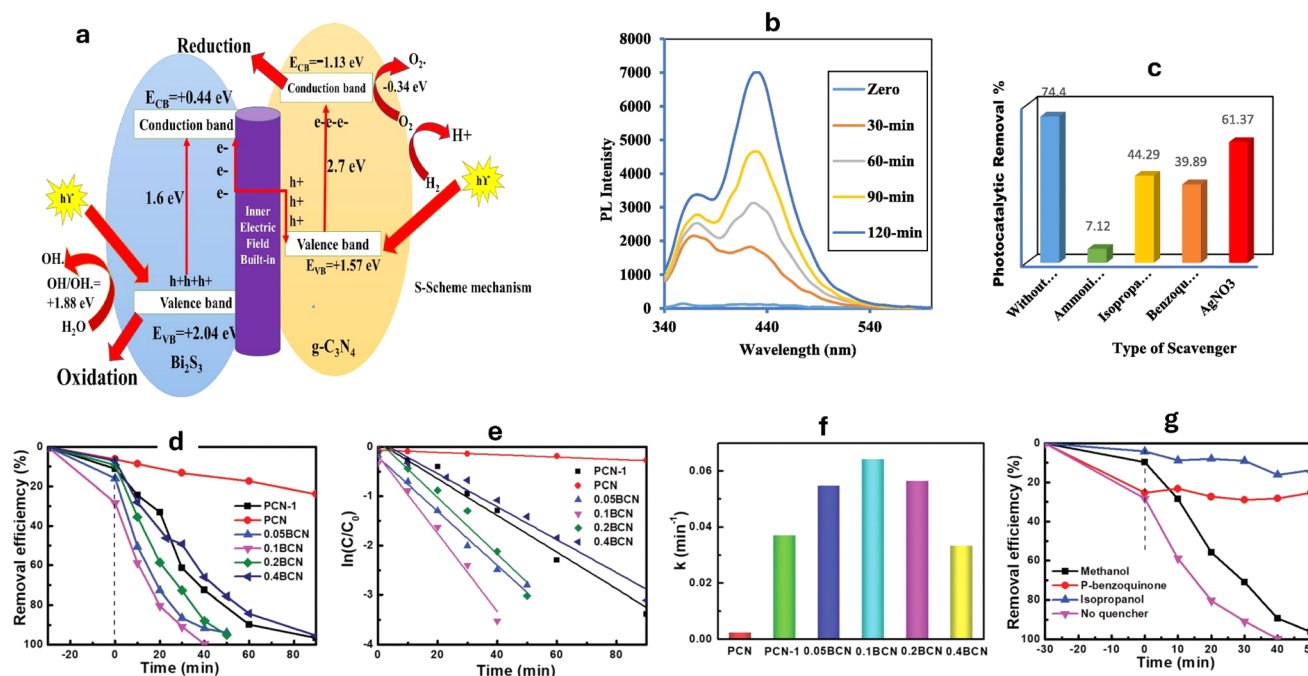 a
Reduction
E_CB=−1.13 eV
Conduction band
O₂.
-0.34 eV
O₂
H+
H₂
E_CB=+0.44 eV
Conduction band
e-
e-
e-
e-e-e-
2.7 eV
1.6 eV
h+
h+
h+
hϒ
hϒ
Inner
Electric
Field
Built-in
Valence band
E_VB=+1.57 eV
S-Scheme mechanism
OH.
OH/OH.=
+1.88 eV
H₂O
h+h+h+
Valence band
E_VB=+2.04 eV
Bi₂S₃
g-C₃N₄
Oxidation
b
PL Intenisty
8000
7000
6000
5000
4000
3000
2000
1000
0
340
440
540
Wavelength (nm)
Zero
30-min
60-min
90-min
120-min
c
Photocatalytic Removal %
74.4
7.12
44.29
39.89
61.37
Without...
Ammoni...
Isopropa...
Benzoqu...
AgNO3
Type of Scavenger
d
Removal efficiency (%)
0
20
40
60
80
100
-20
0
20
40
60
80
Time (min)
PCN-1
PCN
0.05BCN
0.1BCN
0.2BCN
0.4BCN
e
ln(C/C₀)
0
-1
-2
-3
-4
0
20
40
60
80
Time (min)
PCN-1
PCN
0.05BCN
0.1BCN
0.2BCN
0.4BCN
f
k (min⁻¹)
0.06
0.04
0.02
0.00
PCN
PCN-1
0.05BCN
0.1BCN
0.2BCN
0.4BCN
g
Removal efficiency (%)
0
20
40
60
80
100
-30
-20
-10
0
10
20
30
40
Time (min)
Methanol
P-benzoquinone
Isopropanol
No quencher